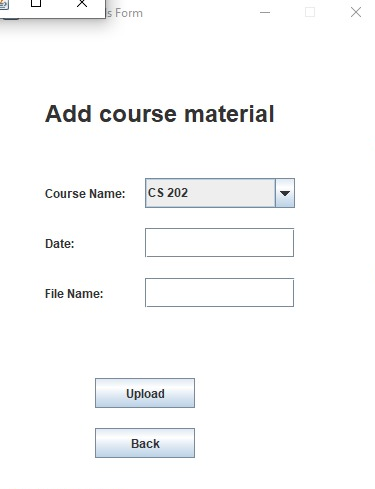 s Form
Add course material
Course Name:
CS 202
Date:
File Name:
Upload
Back